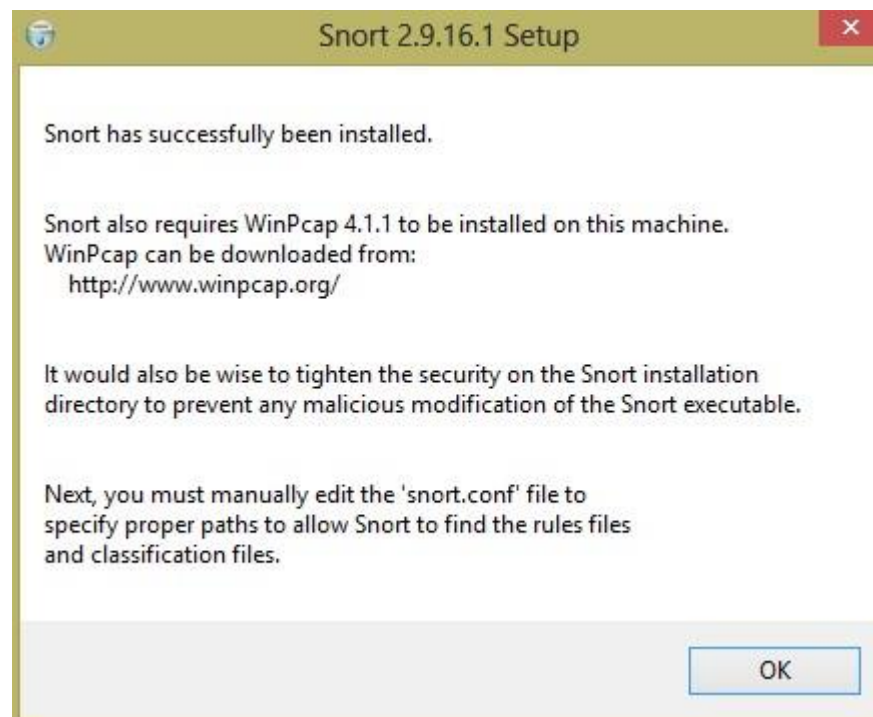 Snort 2.9.16.1 Setup
Snort has successfully been installed.
Snort also requires WinPcap 4.1.1 to be installed on this machine.
WinPcap can be downloaded from:
http://www.winpcap.org/
It would also be wise to tighten the security on the Snort installation
directory to prevent any malicious modification of the Snort executable.
Next, you must manually edit the 'snort.conf' file to
specify proper paths to allow Snort to find the rules files
and classification files.
OK